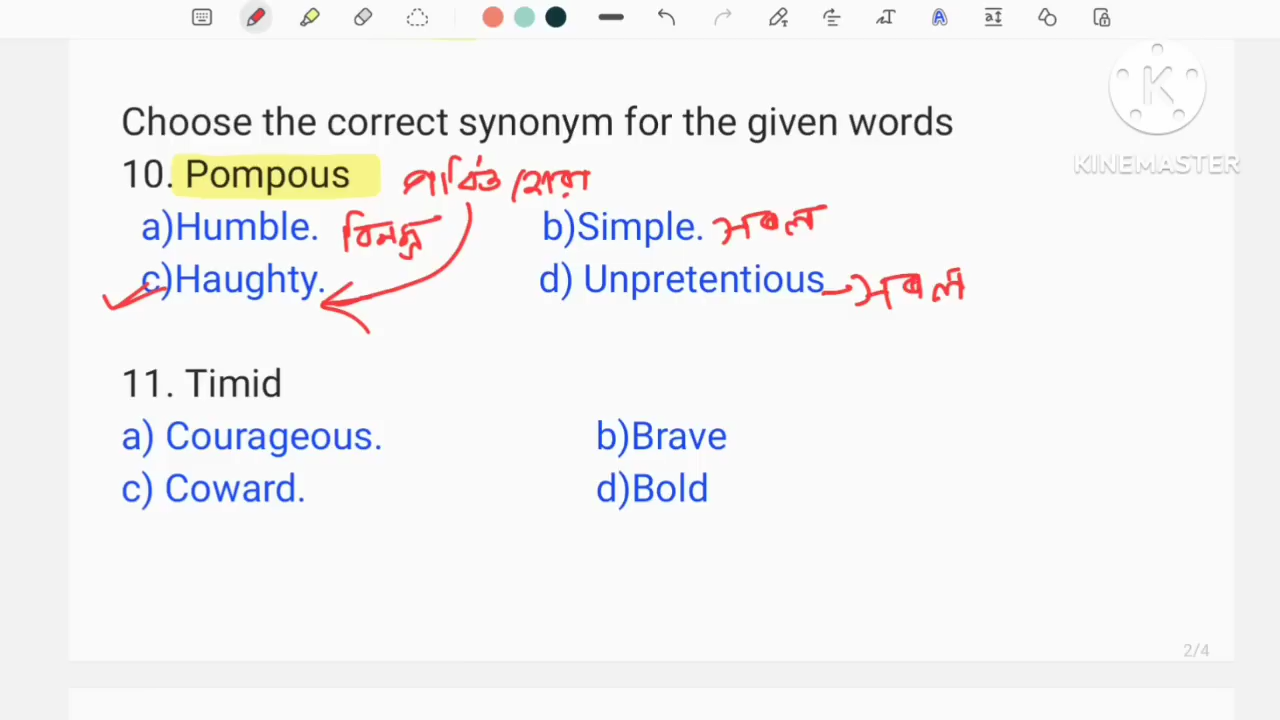 KINEMASTER
Choose the correct synonym for the given words
10. Pompous
a)Humble. বিনম্র b)Simple. সরল
c)Haughty. d) Unpretentious সরল
11. Timid
a) Courageous. b)Brave
c) Coward. d)Bold
2/4